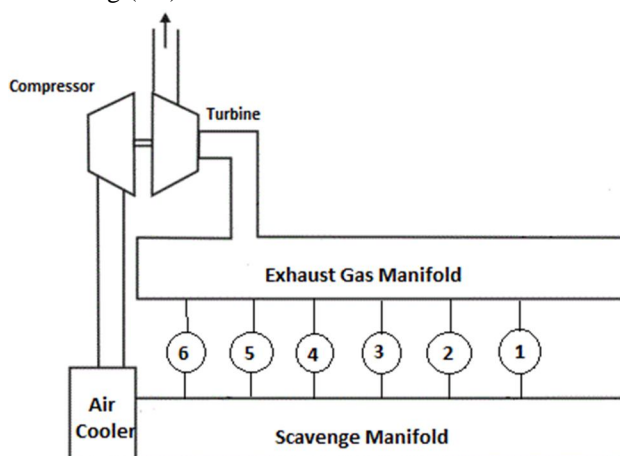 Compressor
Turbine
Exhaust Gas Manifold
6 5 4 3 2 1
Air
Cooler
Scavenge Manifold